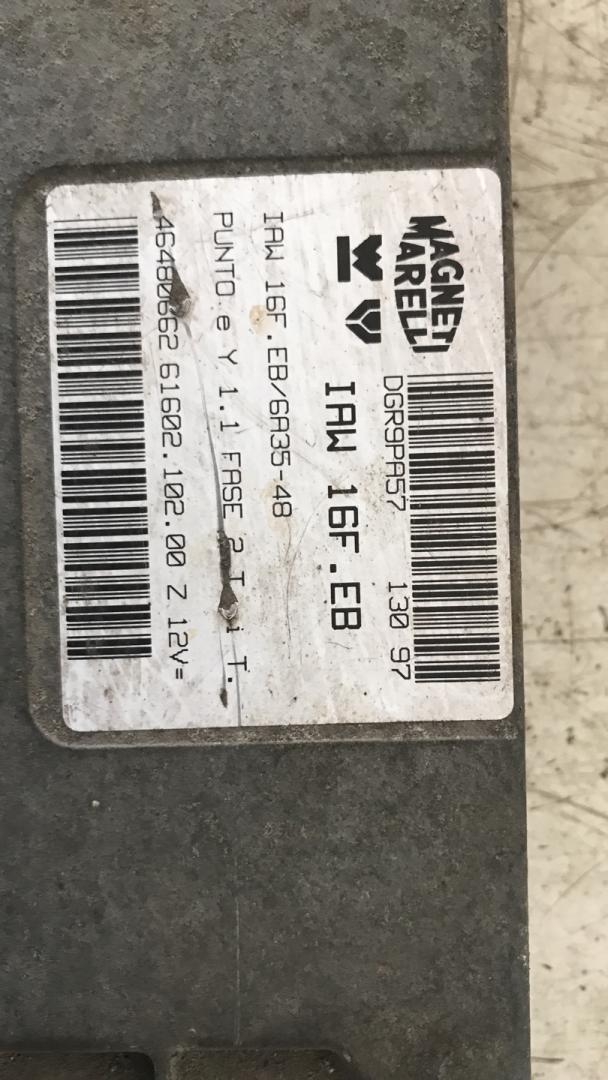 MAGNETI
MARELLI
DGR9PA57 130 97
IAW 16F.EB
IAW 16F.EB/6A35-48
PUNTO e Y 1.1 FASE 2 T.
46480662 61602.102.00 Z 12V=